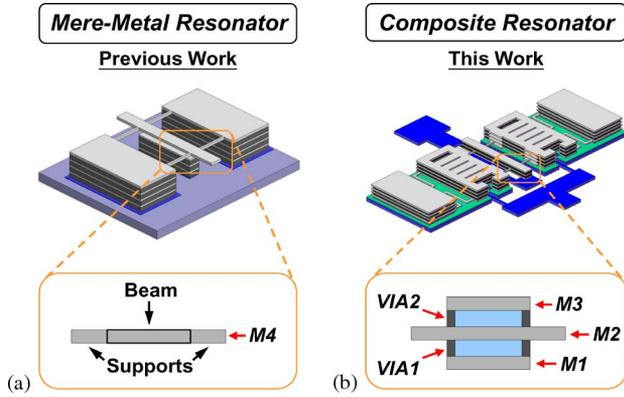 Mere-Metal Resonator
Previous Work
Beam
M4
Supports
(a)
Composite Resonator
This Work
VIA2
M3
M2
VIA1
M1
(b)